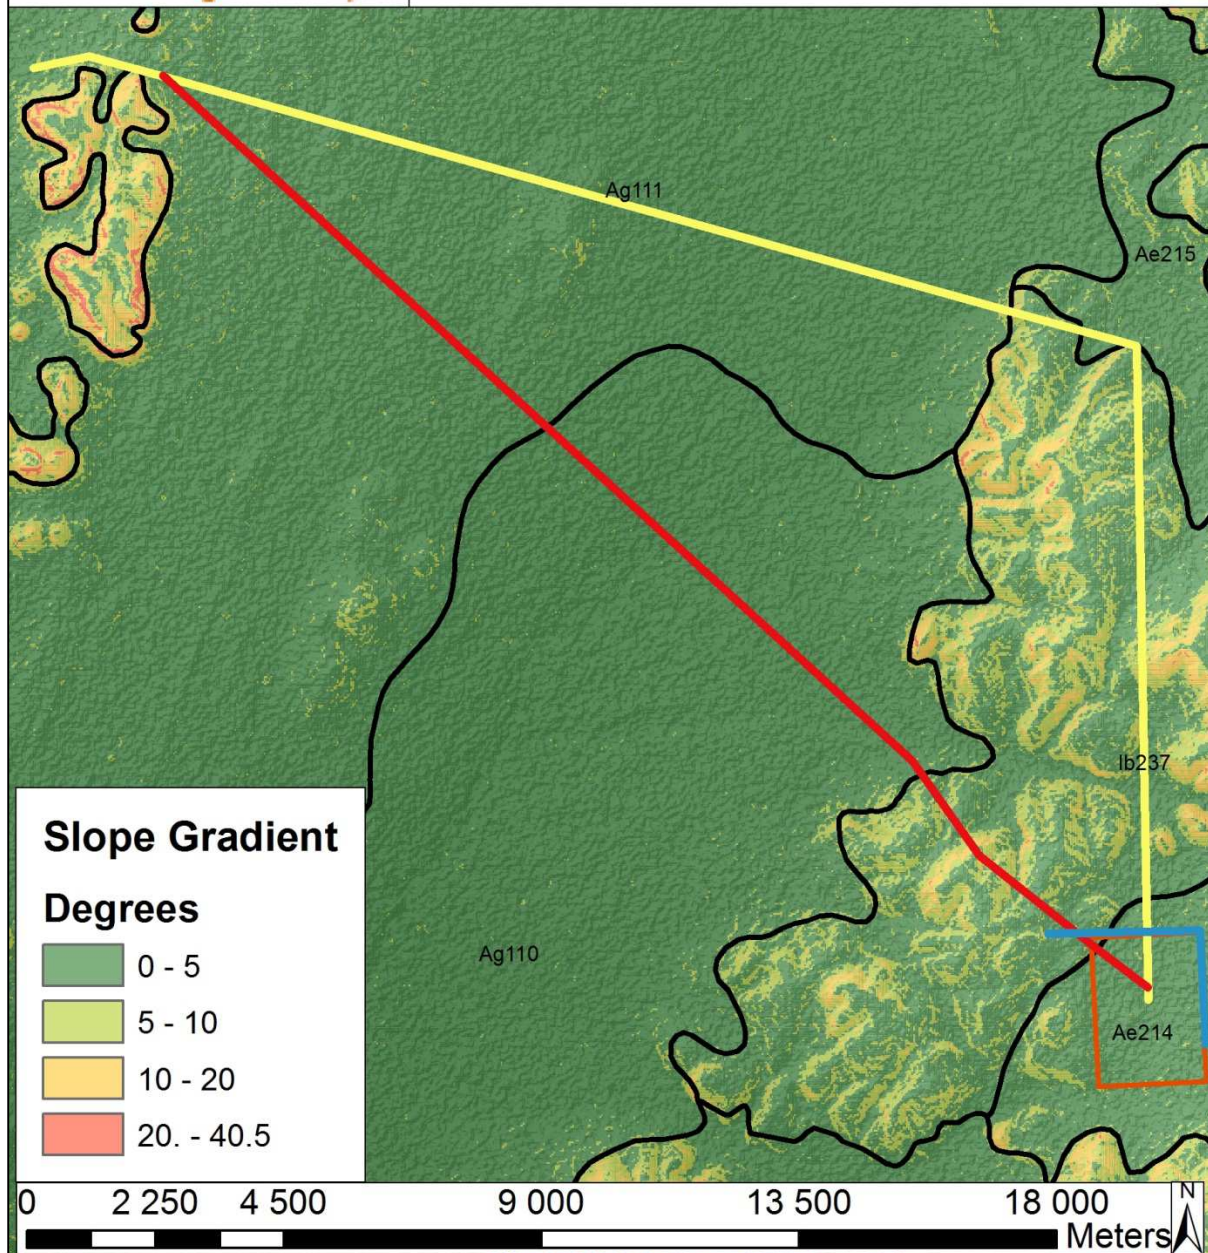 Ag111
Ae215
Ib237
Ag110
Ae214
Slope Gradient
Degrees
0 - 5
5 - 10
10 - 20
20. - 40.5
0 2 250 4 500 9 000 13 500 18 000
Meters
N